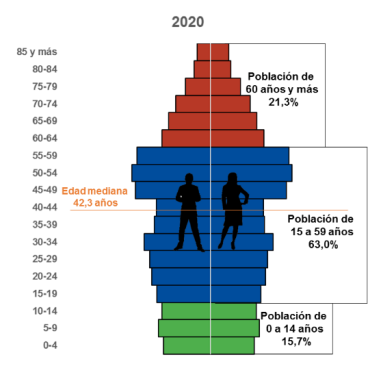 2020
85 y más
80-84
75-79
70-74
65-69
60-64
55-59
50-54
45-49
40-44
35-39
30-34
25-29
20-24
15-19
10-14
5-9
0-4
Población de
60 años y más
21,3%
Edad mediana
42,3 años
Población de
15 a 59 años
63,0%
Población de
0 a 14 años
15,7%